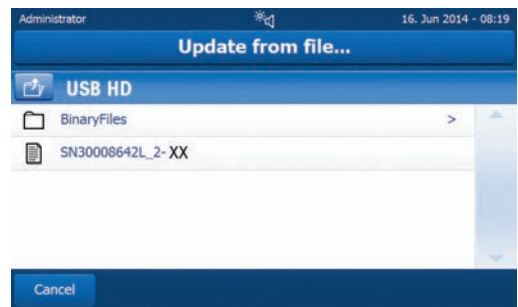 Administrator 16. Jun 2014 - 08:19
Update from file...
USB HD
BinaryFiles >
SN30008642L_2-XX
Cancel